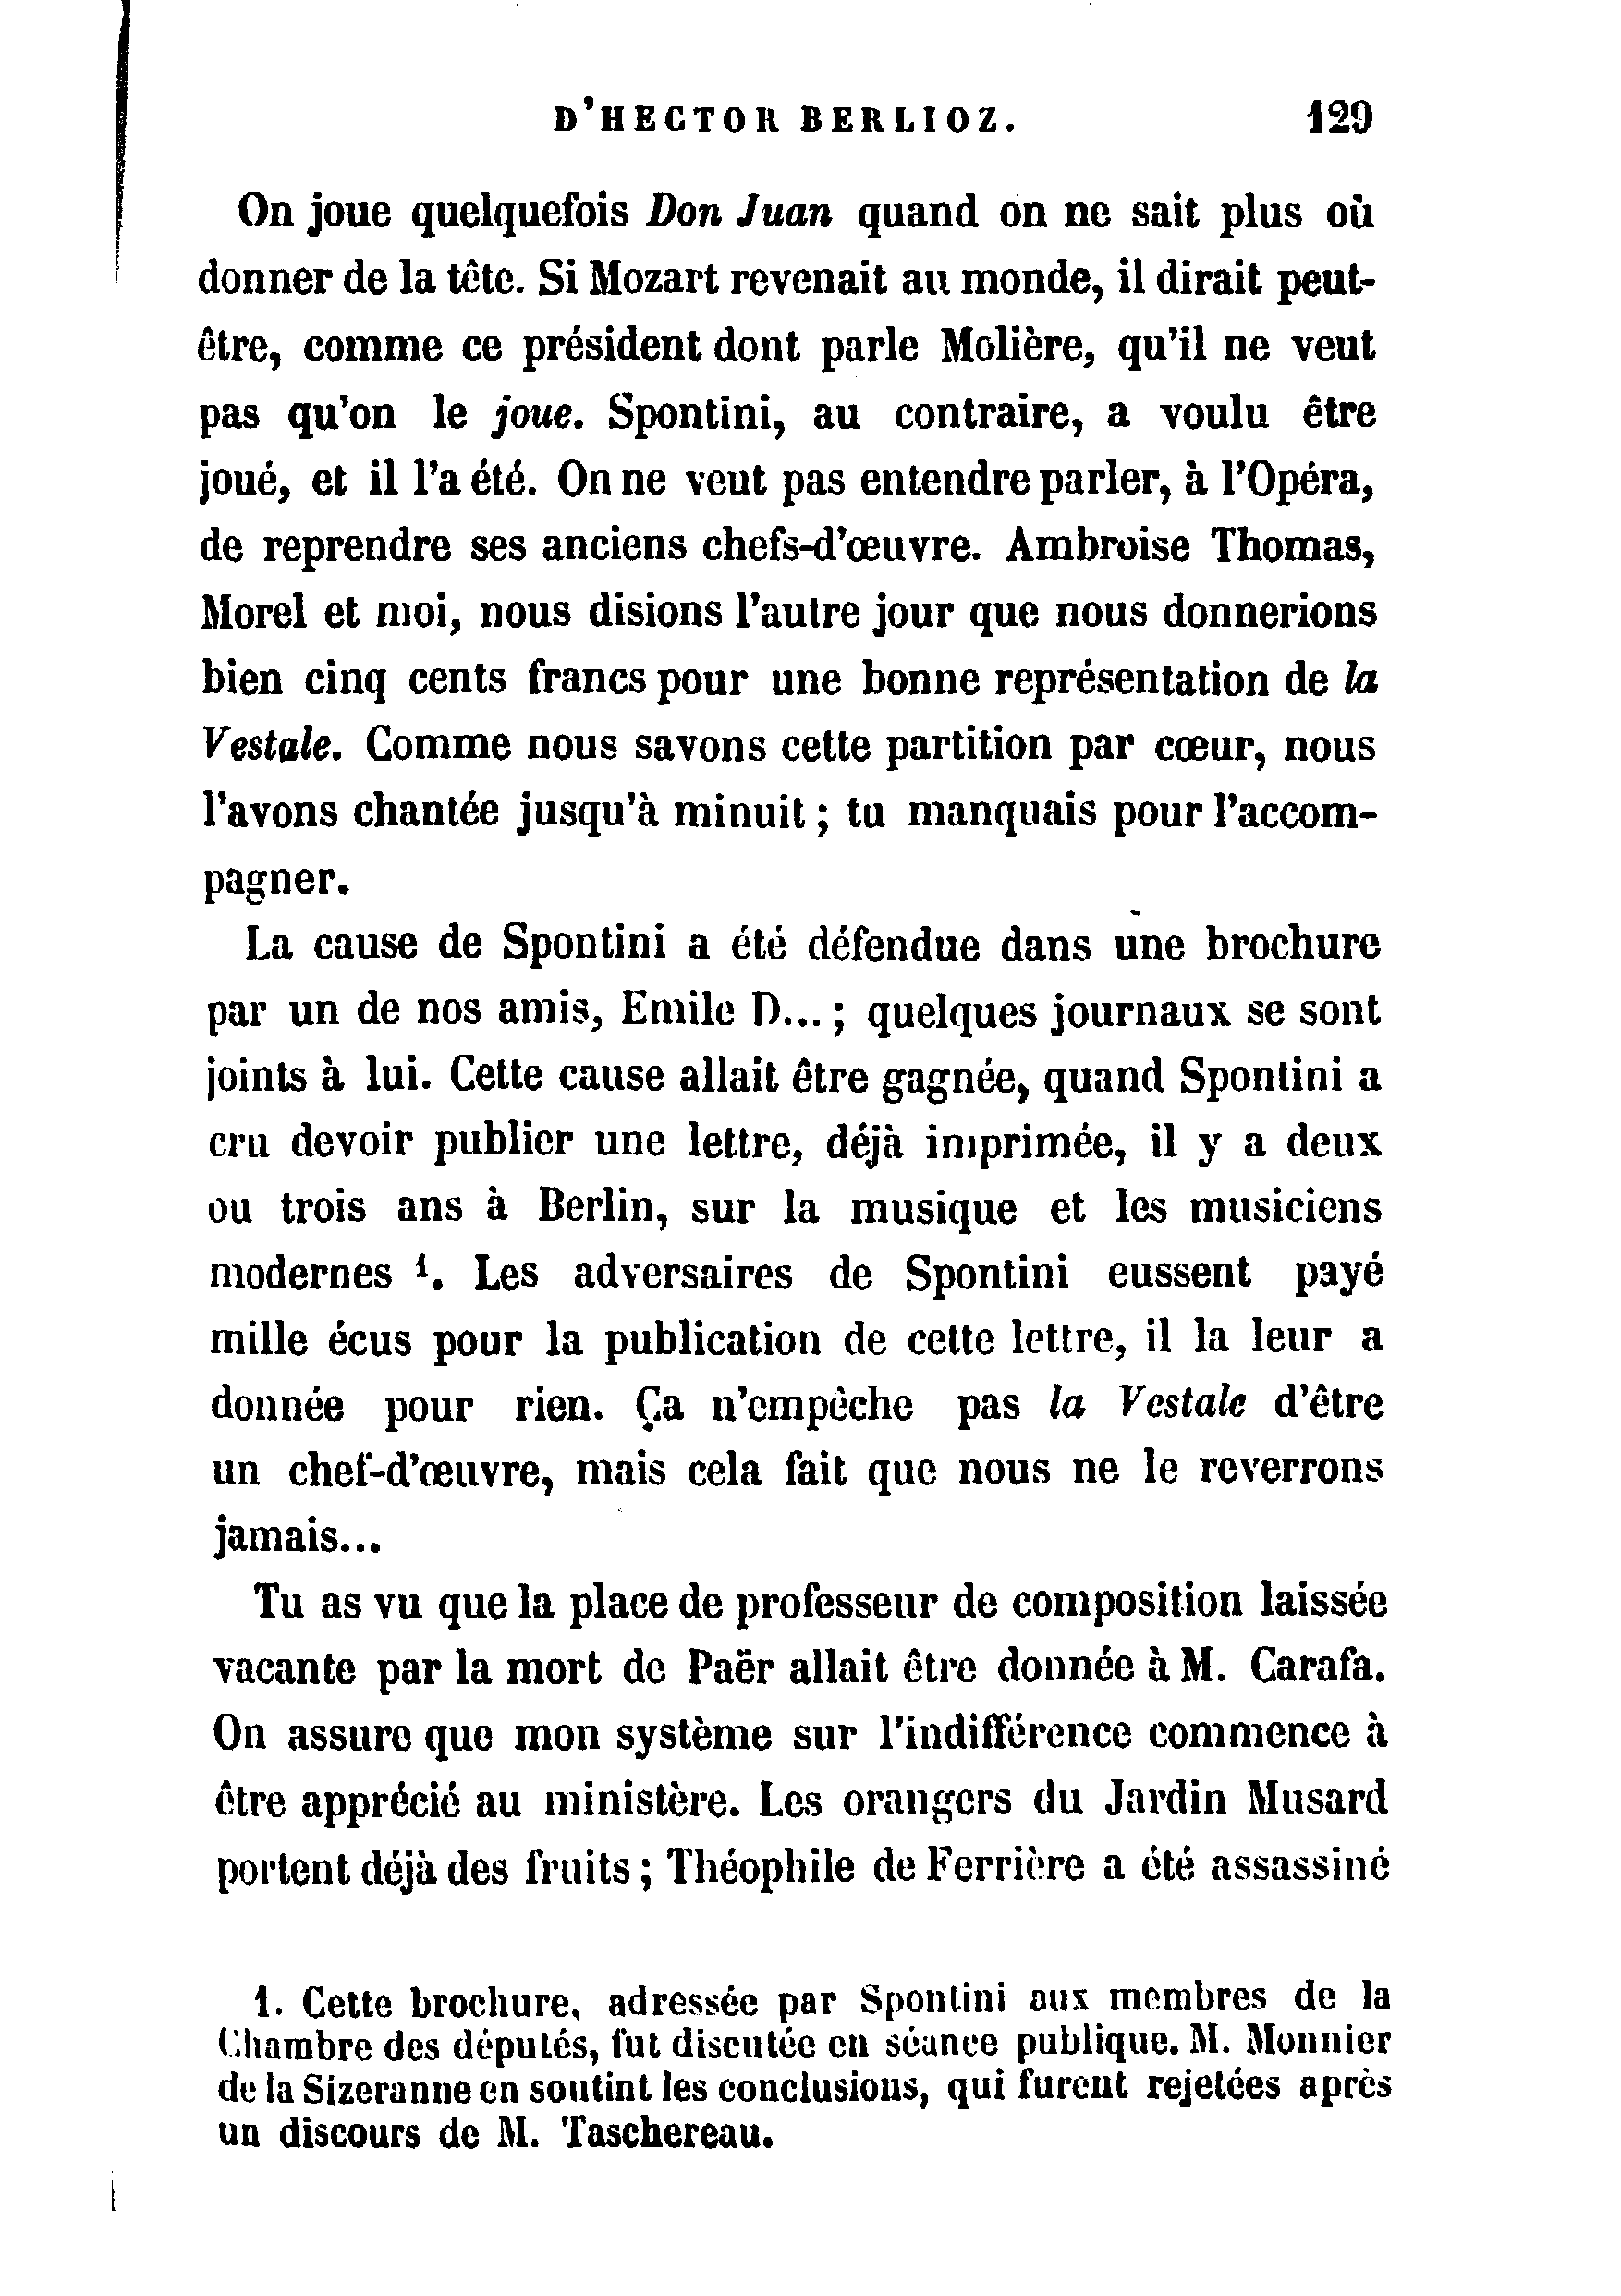 D'HECTOR BERLIOZ. 129
On joue quelquefois Don Juan quand on ne sait plus où
donner de la tête. Si Mozart revenait au monde, il dirait peut-
être, comme ce président dont parle Molière, qu'il ne veut
pas qu'on le joue. Spontini, au contraire, a voulu être
joué, et il l'a été. On ne veut pas entendre parler, à l'Opéra,
de reprendre ses anciens chefs-d'œuvre. Ambroise Thomas,
Morel et moi, nous disions l'autre jour que nous donnerions
bien cinq cents francs pour une bonne représentation de la
Vestale. Comme nous savons cette partition par cœur, nous
l'avons chantée jusqu'à minuit ; tu manquais pour l'accom-
pagner.
La cause de Spontini a été défendue dans une brochure
par un de nos amis, Emile D... ; quelques journaux se sont
joints à lui. Cette cause allait être gagnée, quand Spontini a
cru devoir publier une lettre, déjà imprimée, il y a deux
ou trois ans à Berlin, sur la musique et les musiciens
modernes ¹. Les adversaires de Spontini eussent payé
mille écus pour la publication de cette lettre, il la leur a
donnée pour rien. Ça n'empêche pas la Vestale d'être
un chef-d'œuvre, mais cela fait que nous ne le reverrons
jamais...
Tu as vu que la place de professeur de composition laissée
vacante par la mort de Paër allait être donnée à M. Carafa.
On assure que mon système sur l'indifférence commence à
être apprécié au ministère. Les orangers du Jardin Musard
portent déjà des fruits ; Théophile de Ferrière a été assassiné
1. Cette brochure, adressée par Spontini aux membres de la
Chambre des députés, fut discutée en séance publique. M. Monnier
de la Sizeranne en soutint les conclusions, qui furent rejetées après
un discours de M. Taschereau.